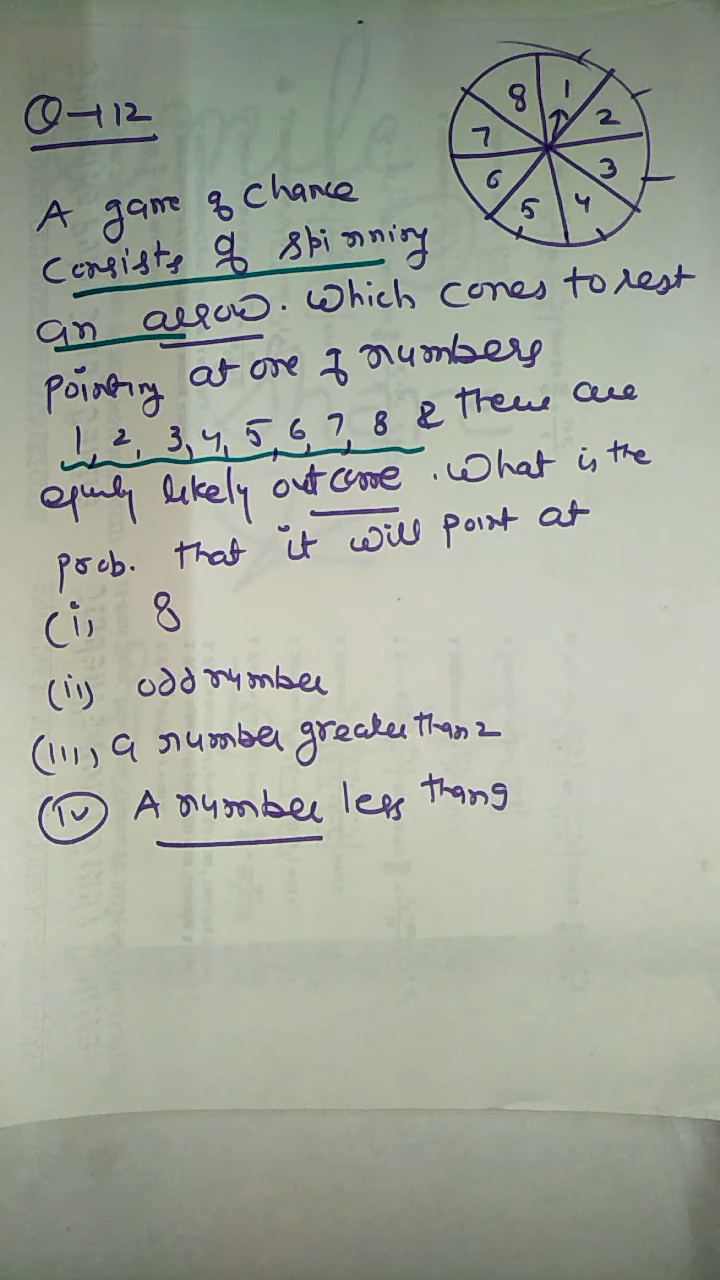 Q→12
8 1
7 2
6 3
5 4
A game of Chance
Consists of spinning
an arrow. Which comes to rest
pointing at one of numbers
1, 2, 3, 4, 5, 6, 7, 8 & there are
equly likely outcome. What is the
prob. that it will point at
(i) 8
(ii) odd number
(iii) a number greater than 2
(iv) A number less than 9